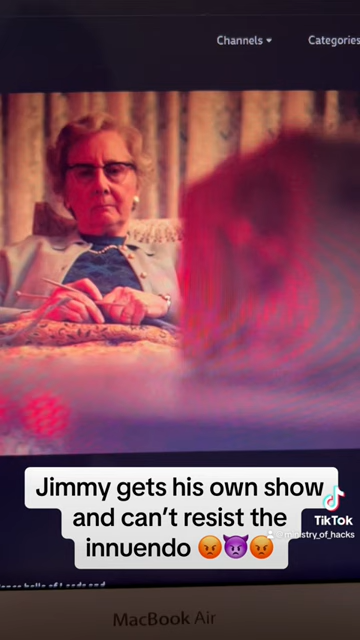 Channels
Categories
Jimmy gets his own show
and can't resist the
innuendo 😡👿😡
TikTok
@ministry_of_hacks
MacBook Air